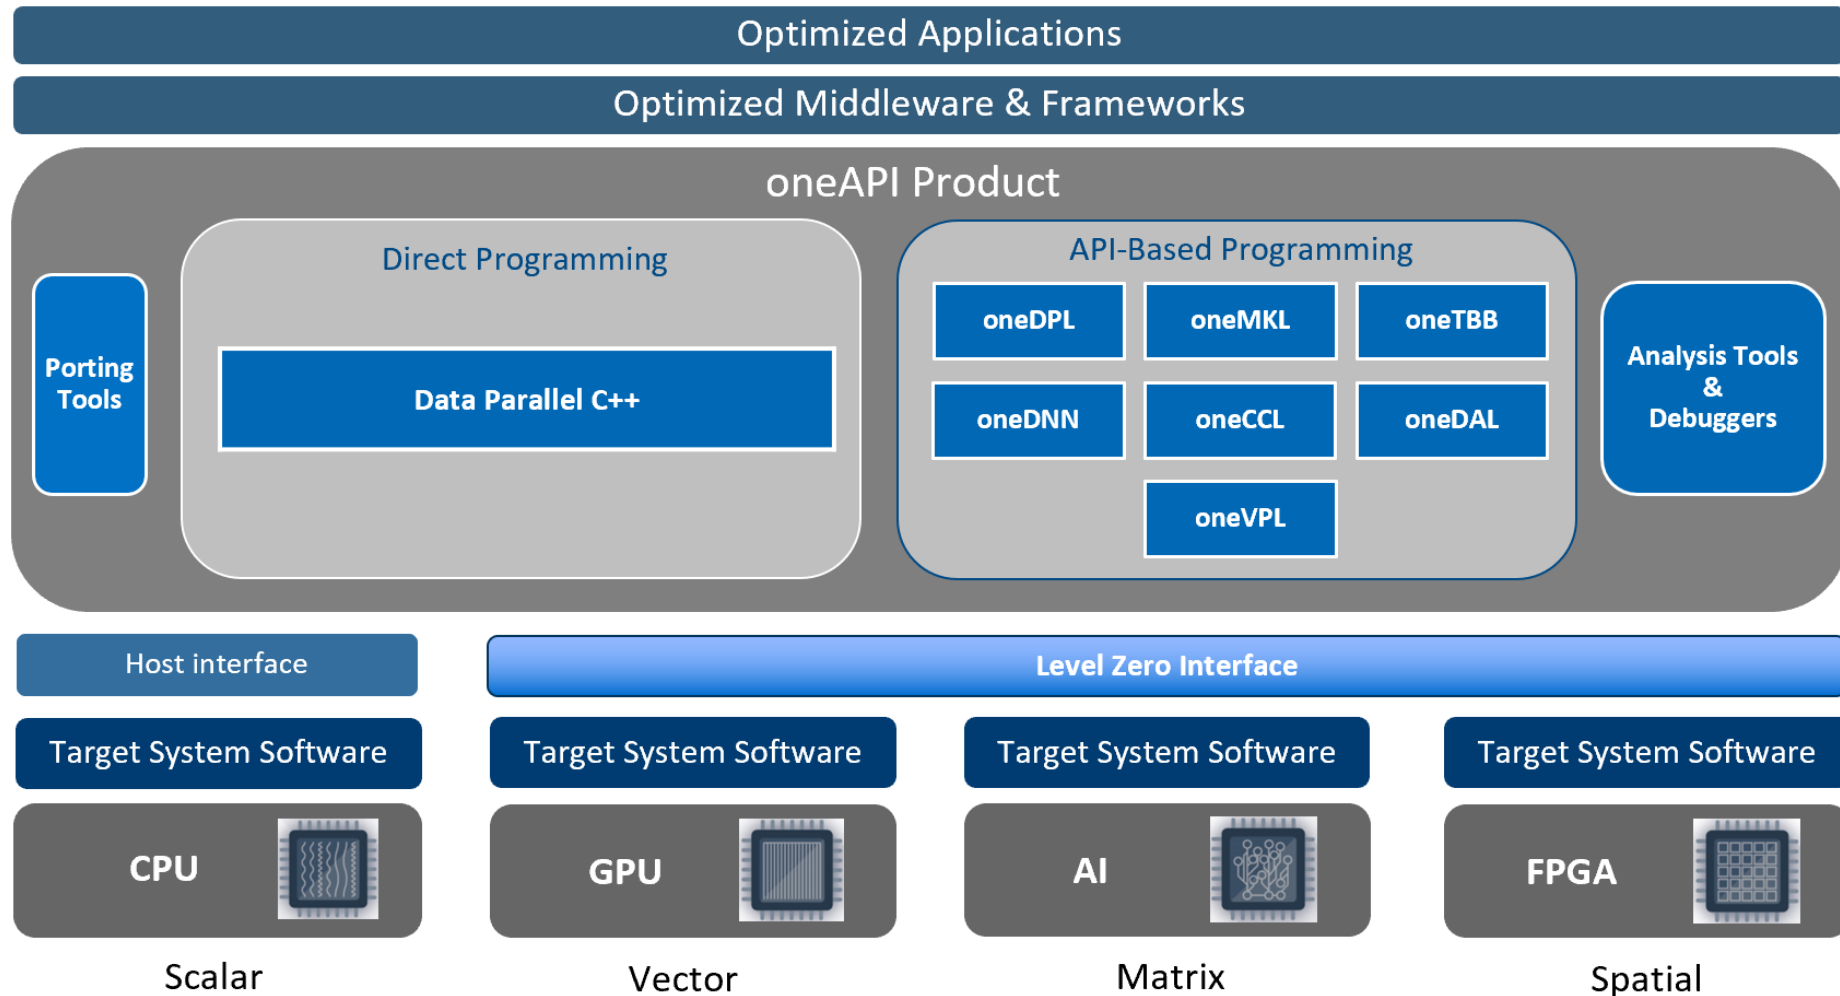 Optimized Applications
Optimized Middleware & Frameworks
oneAPI Product
Direct Programming
API-Based Programming
Porting
Tools
Data Parallel C++
oneDPL
oneMKL
oneTBB
oneDNN
oneCCL
oneDAL
oneVPL
Analysis Tools
&
Debuggers
Host interface
Level Zero Interface
Target System Software
Target System Software
Target System Software
Target System Software
CPU
GPU
AI
FPGA
Scalar
Vector
Matrix
Spatial